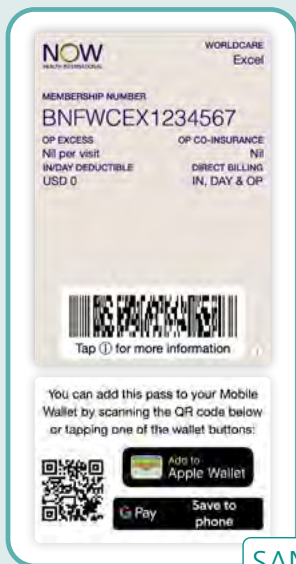 NOW
HEALTH INTERNATIONAL
WORLDCARE
Excel
MEMBERSHIP NUMBER
BNFWCEX1234567
OP EXCESS
OP CO-INSURANCE
Nil per visit
Nil
IN/DAY DEDUCTIBLE
DIRECT BILLING
USD 0
IN, DAY & OP
Tap ⓘ for more information
i
You can add this pass to your Mobile
Wallet by scanning the QR code below
or tapping one of the wallet buttons:
Add to
Apple Wallet
G Pay
Save to
phone
SAN